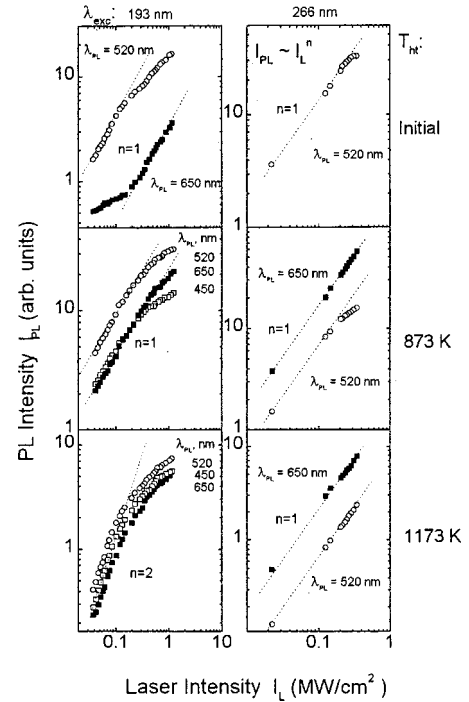 λexc: 193 nm 266 nm Tht:
λPL = 520 nm
n=1
λPL = 650 nm
10
1
IPL ~ ILn
n=1
λPL = 520 nm
10
1
Initial
λPL, nm
520
650
450
n=1
10
1
λPL = 650 nm
n=1
λPL = 520 nm
10
1
873 K
λPL, nm
520
450
650
n=2
10
1
λPL = 650 nm
n=1
λPL = 520 nm
10
1
1173 K
0.1 1 10 0.1 1
PL Intensity IPL (arb. units)
Laser Intensity IL (MW/cm2)